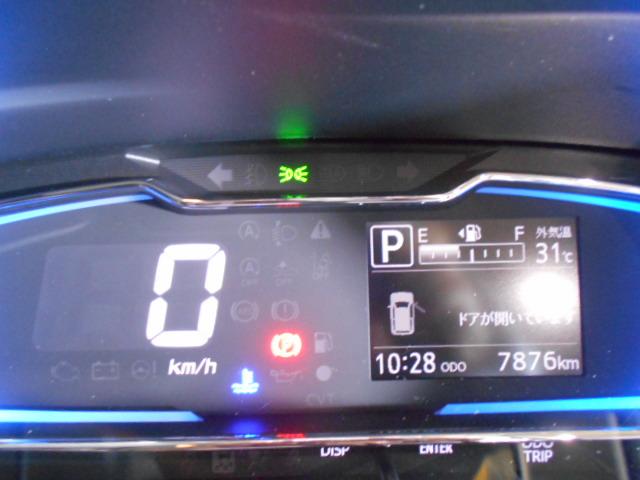 E F 外気温
P 31℃
0
ドアが開いています
km/h
10:28 ODO 7876km
DISP ENTER ODO
TRIP